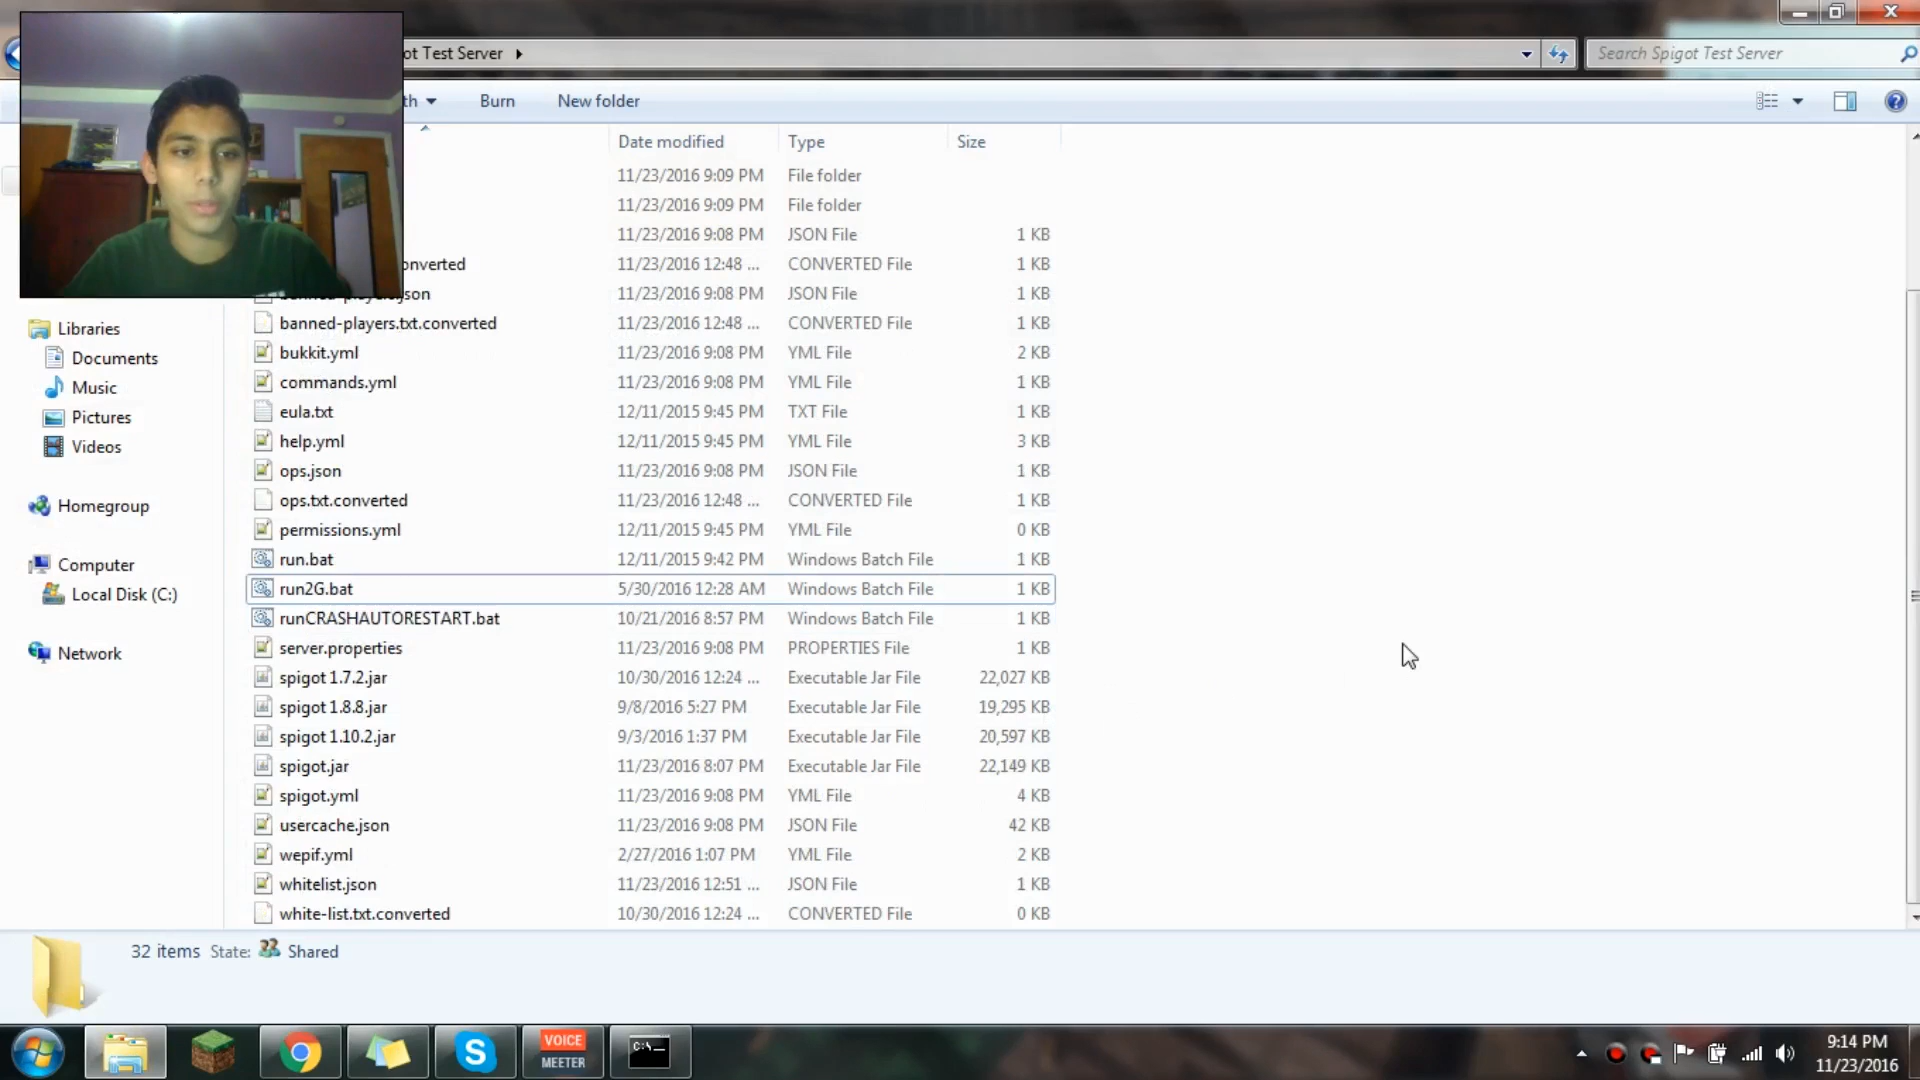 ot Test Server
Search Spigot Test Server
th Burn New folder
Date modified Type Size
11/23/2016 9:09 PM File folder
11/23/2016 9:09 PM File folder
11/23/2016 9:08 PM JSON File 1 KB
onverted 11/23/2016 12:48 ... CONVERTED File 1 KB
banned-players.json 11/23/2016 9:08 PM JSON File 1 KB
banned-players.txt.converted 11/23/2016 12:48 ... CONVERTED File 1 KB
Libraries
bukkit.yml 11/23/2016 9:08 PM YML File 2 KB
Documents
commands.yml 11/23/2016 9:08 PM YML File 1 KB
Music
eula.txt 12/11/2015 9:45 PM TXT File 1 KB
Pictures
help.yml 12/11/2015 9:45 PM YML File 3 KB
Videos
ops.json 11/23/2016 9:08 PM JSON File 1 KB
ops.txt.converted 11/23/2016 12:48 ... CONVERTED File 1 KB
Homegroup
permissions.yml 12/11/2015 9:45 PM YML File 0 KB
run.bat 12/11/2015 9:42 PM Windows Batch File 1 KB
Computer
run2G.bat 5/30/2016 12:28 AM Windows Batch File 1 KB
Local Disk (C:)
runCRASHAUTORESTART.bat 10/21/2016 8:57 PM Windows Batch File 1 KB
server.properties 11/23/2016 9:08 PM PROPERTIES File 1 KB
Network
spigot 1.7.2.jar 10/30/2016 12:24 ... Executable Jar File 22,027 KB
spigot 1.8.8.jar 9/8/2016 5:27 PM Executable Jar File 19,295 KB
spigot 1.10.2.jar 9/3/2016 1:37 PM Executable Jar File 20,597 KB
spigot.jar 11/23/2016 8:07 PM Executable Jar File 22,149 KB
spigot.yml 11/23/2016 9:08 PM YML File 4 KB
usercache.json 11/23/2016 9:08 PM JSON File 42 KB
wepif.yml 2/27/2016 1:07 PM YML File 2 KB
whitelist.json 11/23/2016 12:51 ... JSON File 1 KB
white-list.txt.converted 10/30/2016 12:24 ... CONVERTED File 0 KB
32 items State: Shared
VOICE
MEETER
C:\
9:14 PM
11/23/2016